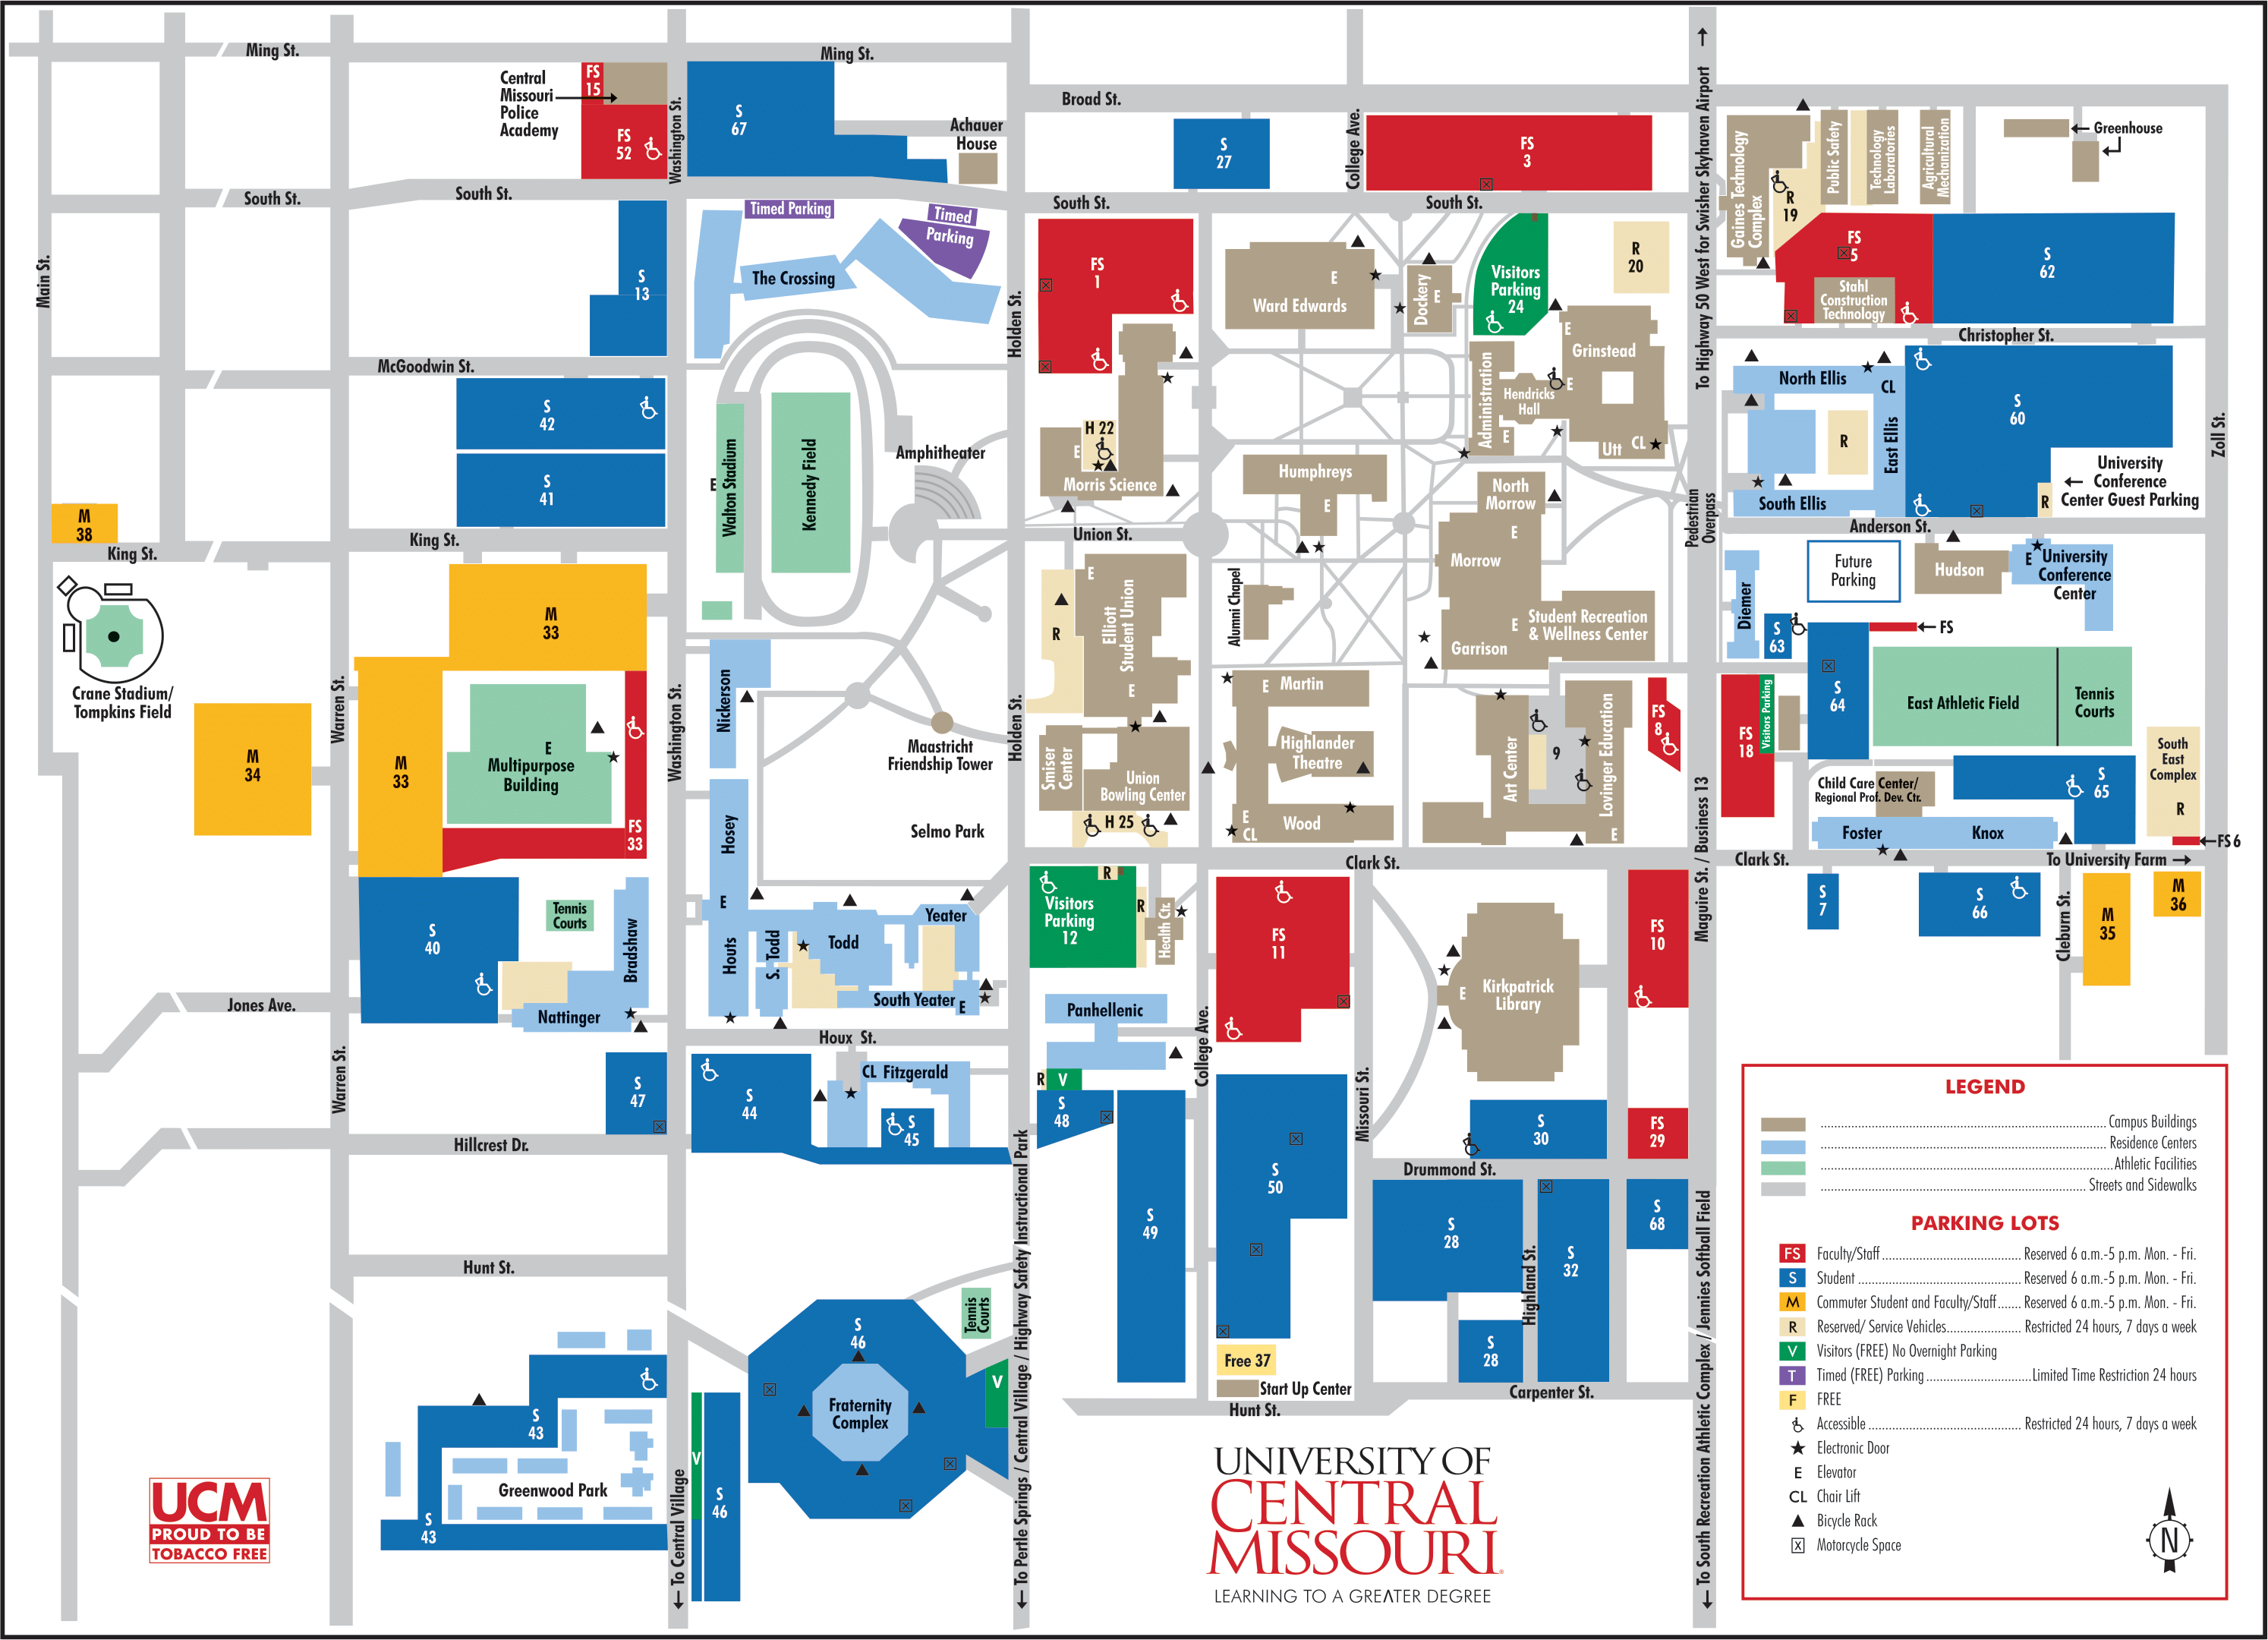 Ming St.
Ming St.
Central
Missouri
Police
Academy
FS
15
FS
52
Washington St.
S
67
Achauer
House
Broad St.
S
27
College Ave.
FS
3
To Highway 50 West for Swisher Skyhaven Airport
Gaines Technology
Complex
R
19
Public Safety
Technology
Laboratories
Agricultural
Mechanization
Greenhouse
South St.
South St.
South St.
South St.
Main St.
S
13
Timed Parking
Timed
Parking
The Crossing
Holden St.
FS
1
E
Ward Edwards
Dockery
E
Visitors
Parking
24
R
20
FS
5
Stahl
Construction
Technology
S
62
Christopher St.
McGoodwin St.
S
42
S
41
E
Walton Stadium
Kennedy Field
Amphitheater
H 22
E
Morris Science
Administration
E
Hendricks
Hall
E
Grinstead
E
Utt
CL
North Ellis
CL
R
East Ellis
South Ellis
S
60
University
Conference
Center Guest Parking
R
Zoll St.
M
38
King St.
King St.
Union St.
Humphreys
E
North
Morrow
E
Morrow
Pedestrian
Overpass
Anderson St.
Future
Parking
Hudson
E University
Conference
Center
Diemer
S
63
FS
Crane Stadium/
Tompkins Field
M
33
M
34
M
33
Warren St.
E
Multipurpose
Building
FS
33
Washington St.
Nickerson
Maastricht
Friendship Tower
Holden St.
R
E
Elliott
Student Union
E
Alumni Chapel
E
Student Recreation
& Wellness Center
Garrison
S
64
East Athletic Field
Tennis
Courts
Smiser
Center
Union
Bowling Center
E
Martin
Highlander
Theatre
E
CL
Wood
Art Center
9
Lovinger Education
E
FS
8
FS
18
Visitors Parking
Child Care Center/
Regional Prof. Dev. Ctr.
S
65
South
East
Complex
R
FS 6
Foster
Knox
Hosey
Selmo Park
H 25
Clark St.
Maguire St. / Business 13
Clark St.
To University Farm
S
40
Tennis
Courts
Bradshaw
E
Houts
S. Todd
Todd
Yeater
South Yeater
E
Visitors
Parking
12
R
R
Health Ctr.
FS
11
E
Kirkpatrick
Library
FS
10
S
7
S
66
Cleburn St.
M
35
M
36
Jones Ave.
Nattinger
Houx St.
Panhellenic
College Ave.
Warren St.
S
47
S
44
CL Fitzgerald
S
45
R
V
S
48
Missouri St.
S
30
FS
29
Hillcrest Dr.
Drummond St.
S
49
S
50
S
28
Highland St.
S
32
S
68
Hunt St.
Tennis
Courts
S
46
V
Fraternity
Complex
Free 37
Start Up Center
S
28
Carpenter St.
Hunt St.
S
43
Greenwood Park
S
43
V
S
46
To Central Village
To Pertle Springs / Central Village / Highway Safety Instructional Park
To South Recreation Athletic Complex / Jennies Softball Field
UCM
PROUD TO BE
TOBACCO FREE
UNIVERSITY OF
CENTRAL
MISSOURI.
LEARNING TO A GREATER DEGREE
LEGEND
Campus Buildings
Residence Centers
Athletic Facilities
Streets and Sidewalks
PARKING LOTS
FS Faculty/Staff Reserved 6 a.m.-5 p.m. Mon. - Fri.
S Student Reserved 6 a.m.-5 p.m. Mon. - Fri.
M Commuter Student and Faculty/Staff Reserved 6 a.m.-5 p.m. Mon. - Fri.
R Reserved/ Service Vehicles Restricted 24 hours, 7 days a week
V Visitors (FREE) No Overnight Parking
T Timed (FREE) Parking Limited Time Restriction 24 hours
F FREE
Accessible Restricted 24 hours, 7 days a week
Electronic Door
E Elevator
CL Chair Lift
Bicycle Rack
Motorcycle Space
N